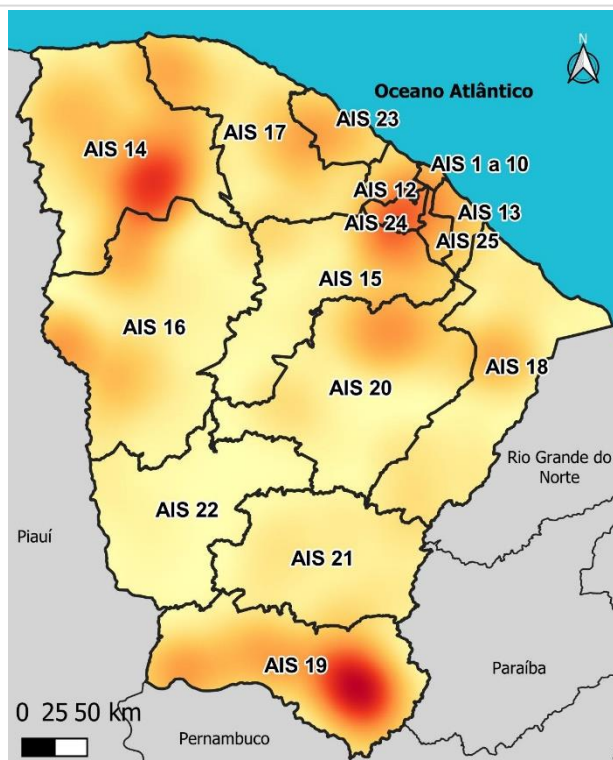 N
Oceano Atlântico
AIS 23
AIS 17
AIS 14
AIS 1 a 10
AIS 12
AIS 13
AIS 24
AIS 25
AIS 15
AIS 16
AIS 18
AIS 20
Rio Grande do
Norte
AIS 22
Piauí
AIS 21
AIS 19
Paraíba
0 25 50 km
Pernambuco